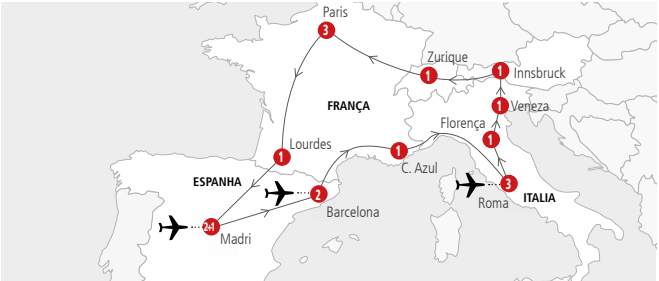 Paris
3
Zurique
1
1
Innsbruck
FRANÇA
1
Veneza
Florença
1
Lourdes
1
1
C. Azul
ESPANHA
2
Barcelona
3
Roma
ITALIA
2+1
Madri